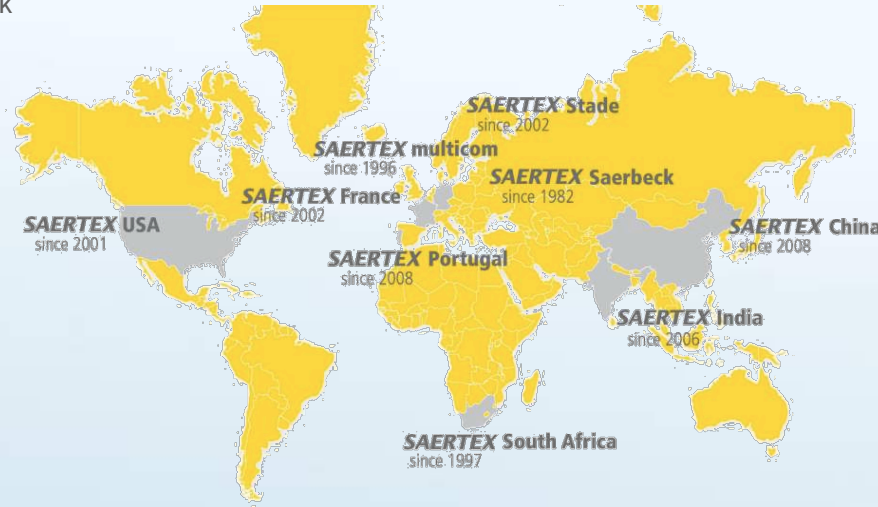 K
SAERTEX Stade
since 2002
SAERTEX multicom
since 1996
SAERTEX Saerbeck
since 1982
SAERTEX France
since 2002
SAERTEX USA
since 2001
SAERTEX China
since 2008
SAERTEX Portugal
since 2008
SAERTEX India
since 2006
SAERTEX South Africa
since 1997